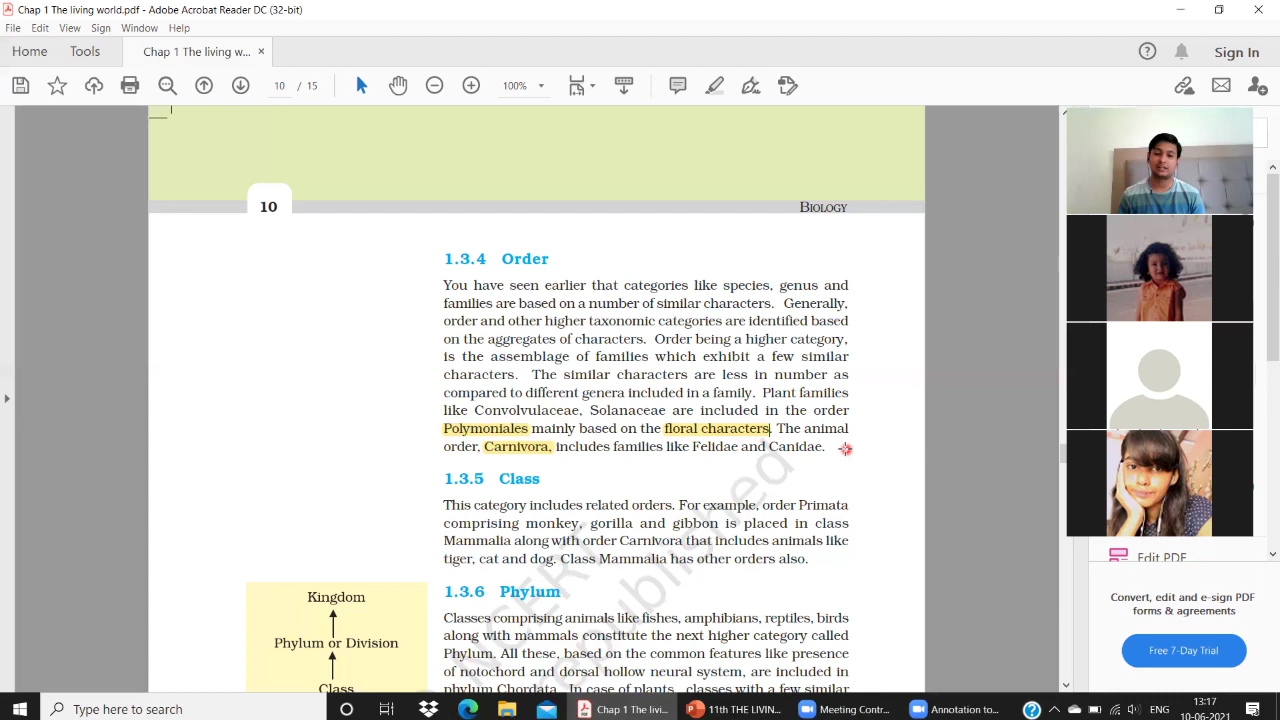 Chap 1 The living world.pdf - Adobe Acrobat Reader DC (32-bit)
File Edit View Sign Window Help
Home Tools Chap 1 The living w... × Sign In
10 / 15 100%
10 BIOLOGY
1.3.4 Order
You have seen earlier that categories like species, genus and
families are based on a number of similar characters. Generally,
order and other higher taxonomic categories are identified based
on the aggregates of characters. Order being a higher category,
is the assemblage of families which exhibit a few similar
characters. The similar characters are less in number as
compared to different genera included in a family. Plant families
like Convolvulaceae, Solanaceae are included in the order
Polymoniales mainly based on the floral characters. The animal
order, Carnivora, includes families like Felidae and Canidae.
1.3.5 Class
This category includes related orders. For example, order Primata
comprising monkey, gorilla and gibbon is placed in class
Mammalia along with order Carnivora that includes animals like
tiger, cat and dog. Class Mammalia has other orders also.
1.3.6 Phylum
Classes comprising animals like fishes, amphibians, reptiles, birds
along with mammals constitute the next higher category called
Phylum. All these, based on the common features like presence
of notochord and dorsal hollow neural system, are included in
phylum Chordata. In case of plants, classes with a few similar
Kingdom
Phylum or Division
Class
NCERT
republished
Edit PDF
Convert, edit and e-sign PDF
forms & agreements
Free 7-Day Trial
Type here to search
Chap 1 The livi...
11th THE LIVIN...
Meeting Contr...
Annotation to...
ENG
13:17
10-06-2021